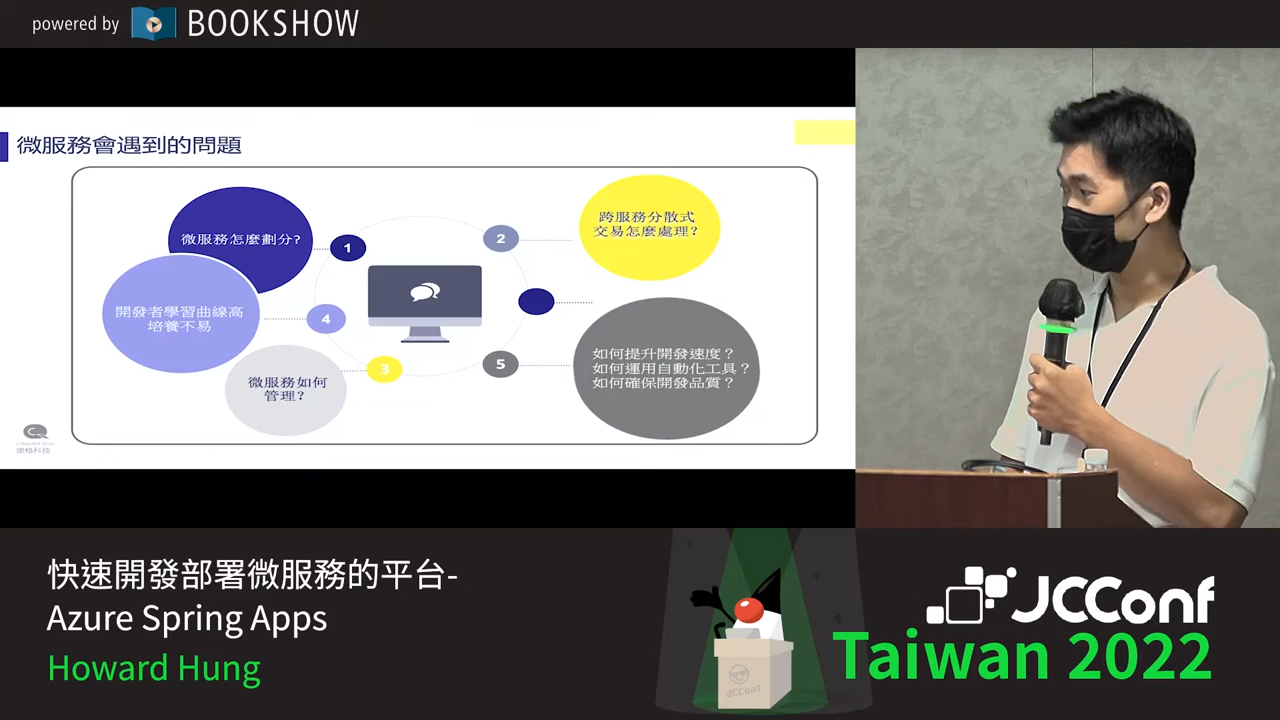 powered by BOOKSHOW
微服務會遇到的問題
微服務怎麼劃分?
1
2
跨服務分散式
交易怎麼處理?
開發者學習曲線高
培養不易
4
微服務如何
管理?
3
5
如何提升開發速度？
如何運用自動化工具？
如何確保開發品質？
康格科技
快速開發部署微服務的平台-
Azure Spring Apps
Howard Hung
JCConf
JCConf
Taiwan 2022